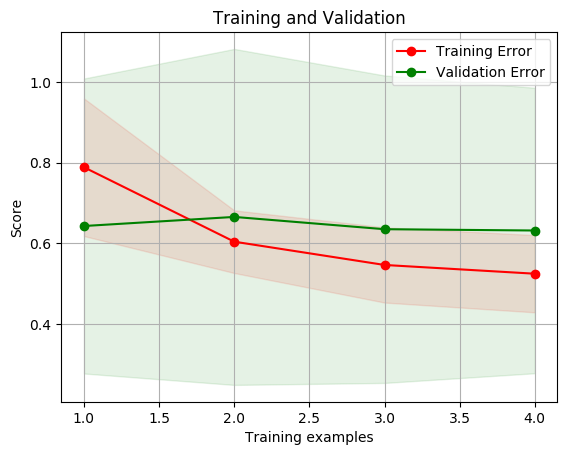 Training and Validation
Training Error
Validation Error
Score
1.0
0.8
0.6
0.4
1.0 1.5 2.0 2.5 3.0 3.5 4.0
Training examples